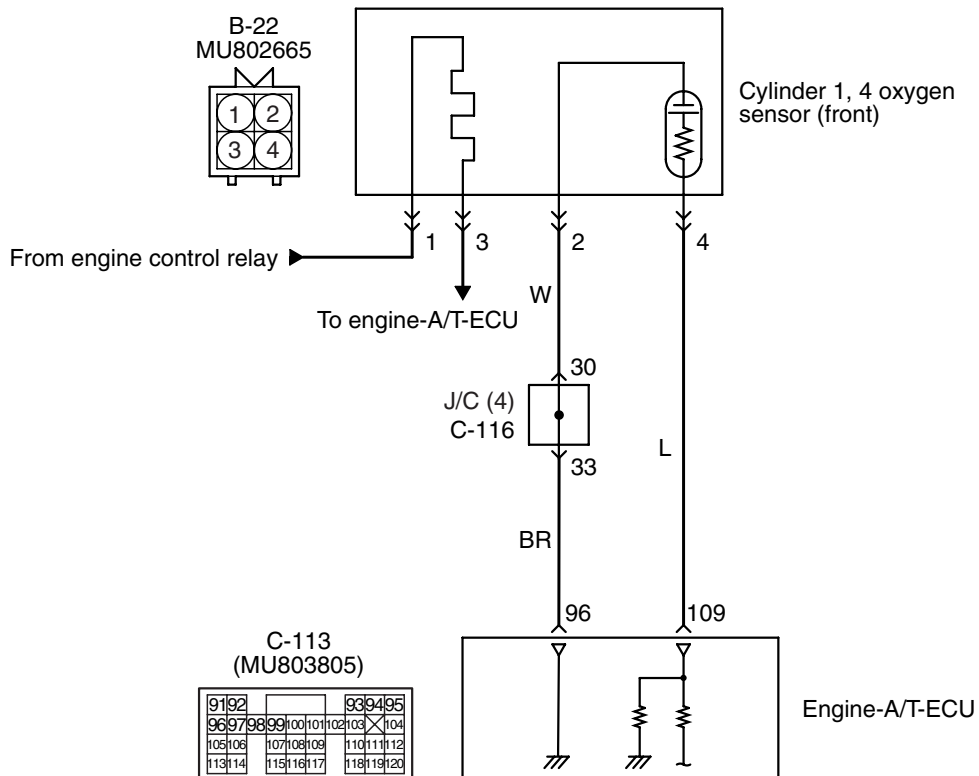 B-22
MU802665
1 2
3 4
Cylinder 1, 4 oxygen
sensor (front)
1 3 2 4
From engine control relay
To engine-A/T-ECU
W
30
J/C (4)
C-116
33
L
BR
96 109
C-113
(MU803805)
91 92 93 94 95
96 97 98 99 100 101 102 103 104
105 106 107 108 109 110 111 112
113 114 115 116 117 118 119 120
Engine-A/T-ECU